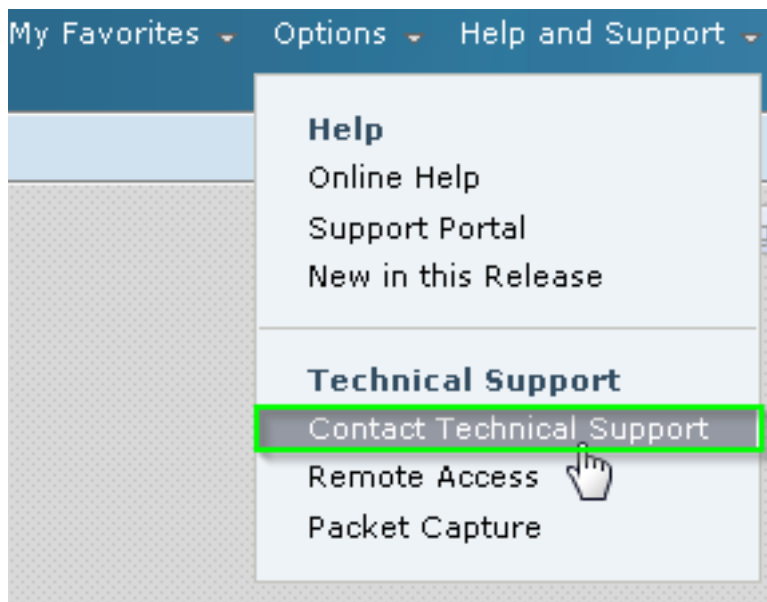 My Favorites Options Help and Support
Help
Online Help
Support Portal
New in this Release
Technical Support
Contact Technical Support
Remote Access
Packet Capture